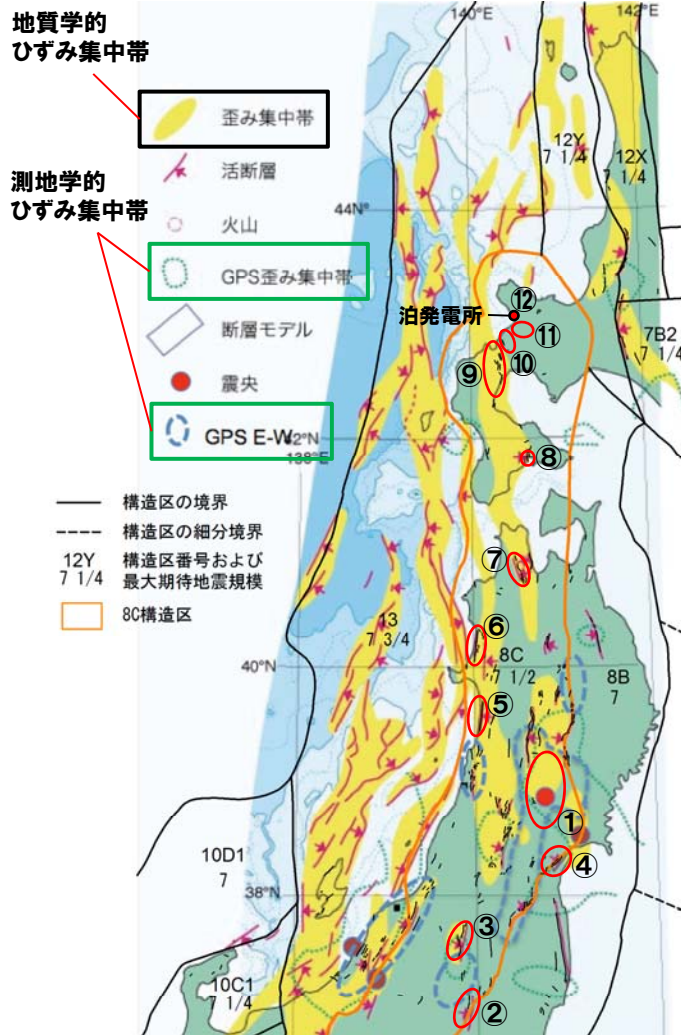 地質学的
ひずみ集中帯
歪み集中帯
活断層
測地学的
ひずみ集中帯
火山
GPS歪み集中帯
断層モデル
震央
GPS E-W
構造区の境界
構造区の細分境界
12Y
7 1/4
構造区番号および
最大期待地震規模
8C構造区
140°E
142°E
12Y
7 1/4
12X
7 1/4
44N°
泊発電所
⑫
⑪
⑩
⑨
7B2
7 1/4
42°N
138°E
⑧
⑦
⑥
13
7 3/4
8C
7 1/2
40°N
8B
7
⑤
①
④
10D1
7
38°N
③
10C1
7 1/4
②